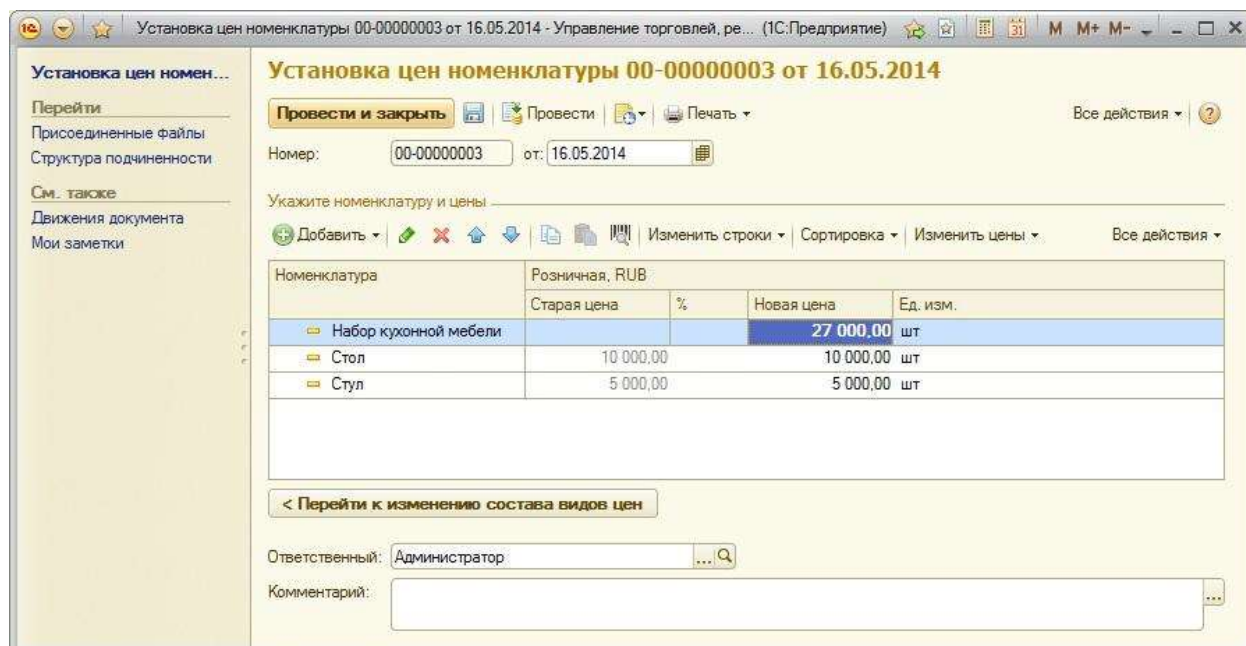 Установка цен номенклатуры 00-00000003 от 16.05.2014 - Управление торговлей, ре... (1С:Предприятие) 31 M M+ M-
Установка цен номен...
Перейти
Присоединенные файлы
Структура подчиненности
См. также
Движения документа
Мои заметки
Установка цен номенклатуры 00-00000003 от 16.05.2014
Провести и закрыть Провести Печать Все действия ?
Номер: 00-00000003 от: 16.05.2014
Укажите номенклатуру и цены
Добавить Изменить строки Сортировка Изменить цены Все действия
Номенклатура Розничная, RUB
Старая цена % Новая цена Ед. изм.
Набор кухонной мебели 27 000,00 шт
Стол 10 000,00 10 000,00 шт
Стул 5 000,00 5 000,00 шт
< Перейти к изменению состава видов цен
Ответственный: Администратор ...
Комментарий: ...